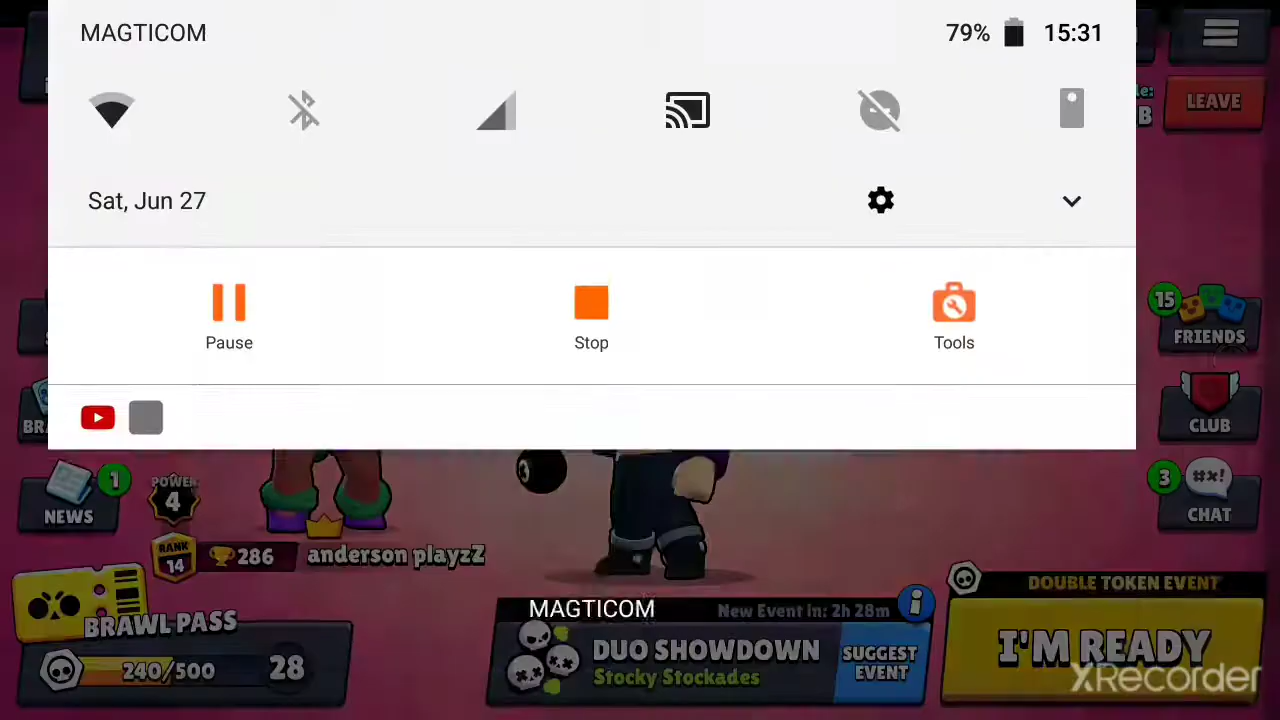 MAGTICOM
79% 15:31
LEAVE
Sat, Jun 27
Pause
Stop
Tools
15
FRIENDS
CLUB
NEWS
1
POWER
4
3
#×!
CHAT
RANK
14
286
anderson playzZ
BRAWL PASS
240/500
28
MAGTICOM
New Event in: 2h 28m
i
DUO SHOWDOWN
Stocky Stockades
SUGGEST
EVENT
DOUBLE TOKEN EVENT
I'M READY
XRecorder